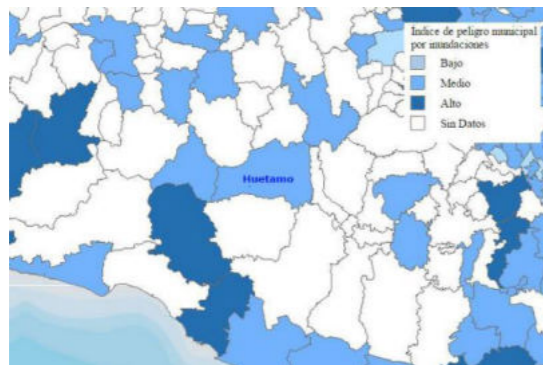 Indice de peligro municipal
por inundaciones
Bajo
Medio
Alto
Sin Datos
Huetamo